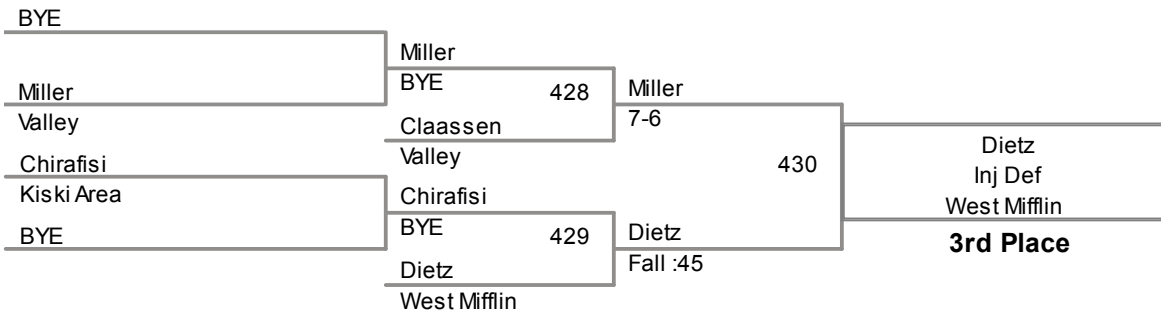 BYE
Miller
Valley
Chirafisi
Kiski Area
BYE
Miller
BYE
428
Claassen
Valley
Chirafisi
BYE
429
Dietz
West Mifflin
Miller
7-6
430
Dietz
Fall :45
Dietz
Inj Def
West Mifflin
3rd Place